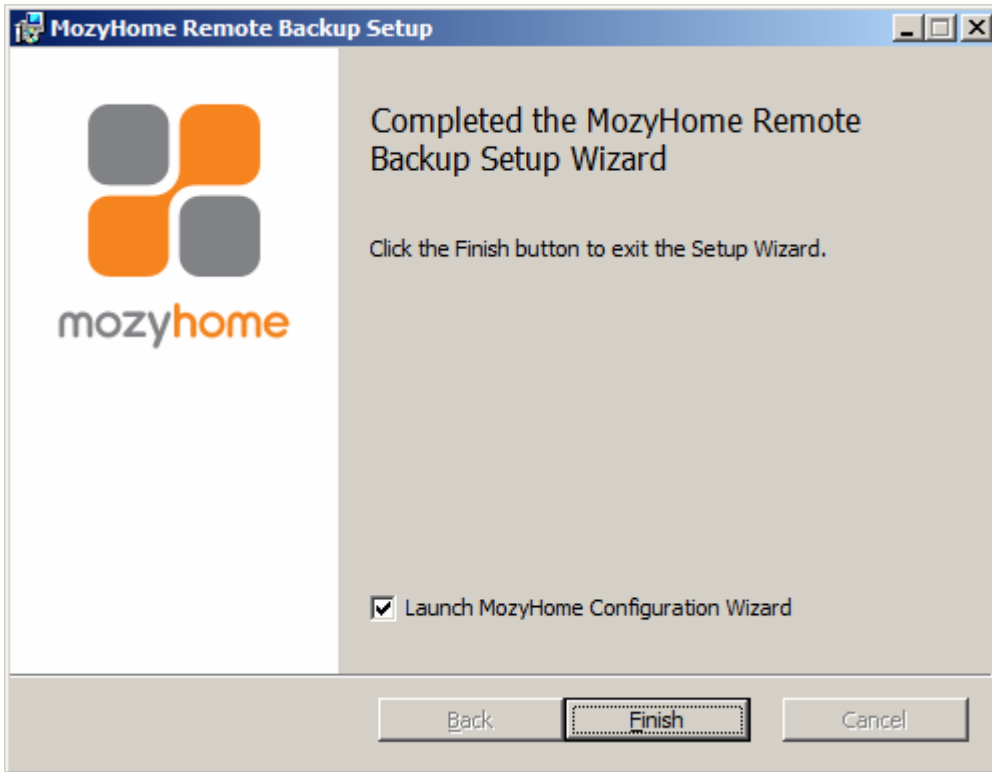 MozyHome Remote Backup Setup
mozyhome
Completed the MozyHome Remote
Backup Setup Wizard
Click the Finish button to exit the Setup Wizard.
Launch MozyHome Configuration Wizard
Back
Finish
Cancel